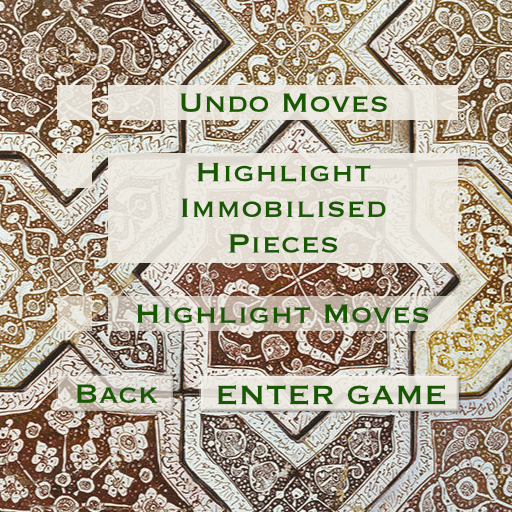 Undo Moves
Highlight
Immobilised
Pieces
Highlight Moves
Back
ENTER GAME